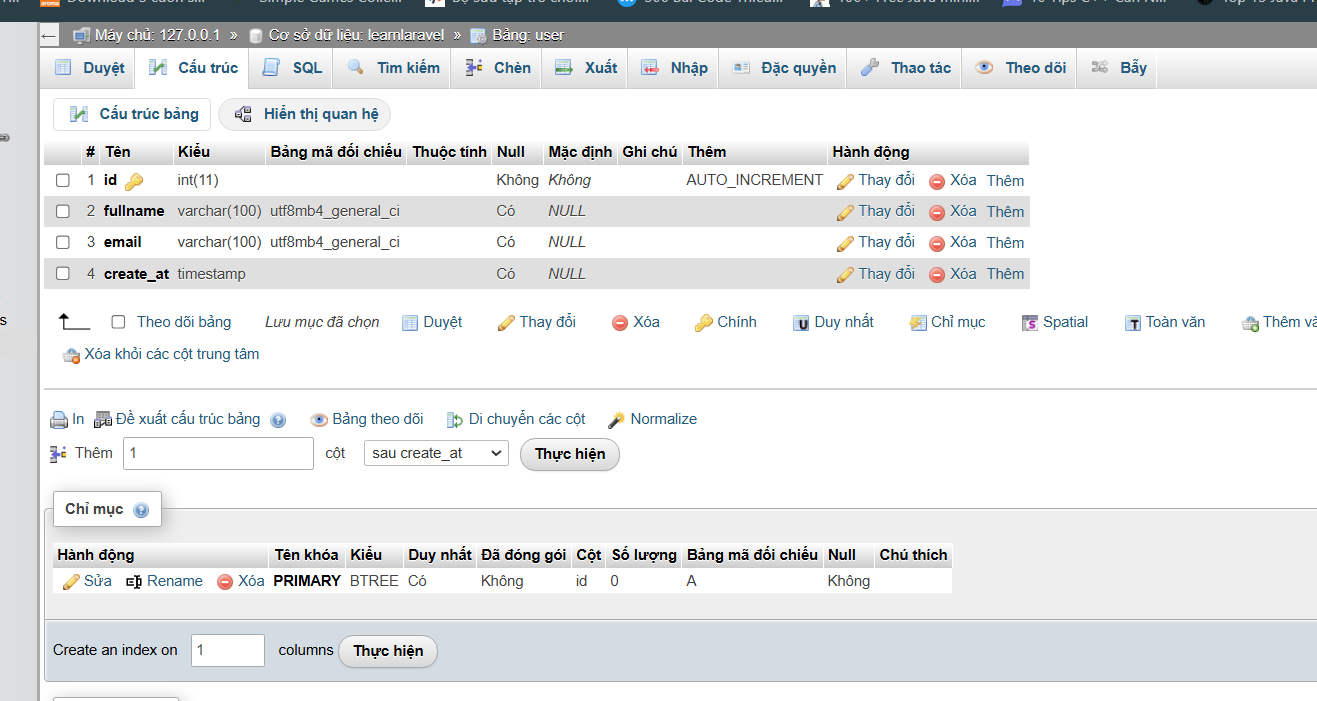 Simple Games Colle...
← Máy chủ: 127.0.0.1 » Cơ sở dữ liệu: learnlaravel » Bảng: user
Duyệt Cấu trúc SQL Tìm kiếm Chèn Xuất Nhập Đặc quyền Thao tác Theo dõi Bẫy
Cấu trúc bảng Hiển thị quan hệ
# Tên Kiểu Bảng mã đối chiếu Thuộc tính Null Mặc định Ghi chú Thêm Hành động
1 id int(11) Không Không AUTO_INCREMENT Thay đổi Xóa Thêm
2 fullname varchar(100) utf8mb4_general_ci Có NULL Thay đổi Xóa Thêm
3 email varchar(100) utf8mb4_general_ci Có NULL Thay đổi Xóa Thêm
4 create_at timestamp Có NULL Thay đổi Xóa Thêm
s
Theo dõi bảng Lưu mục đã chọn Duyệt Thay đổi Xóa Chính Duy nhất Chỉ mục Spatial Toàn văn Thêm
Xóa khỏi các cột trung tâm
In Đề xuất cấu trúc bảng Bảng theo dõi Di chuyển các cột Normalize
Thêm 1 cột sau create_at Thực hiện
Chỉ mục
Hành động Tên khóa Kiểu Duy nhất Đã đóng gói Cột Số lượng Bảng mã đối chiếu Null Chú thích
Sửa Rename Xóa PRIMARY BTREE Có Không id 0 A Không
Create an index on 1 columns Thực hiện